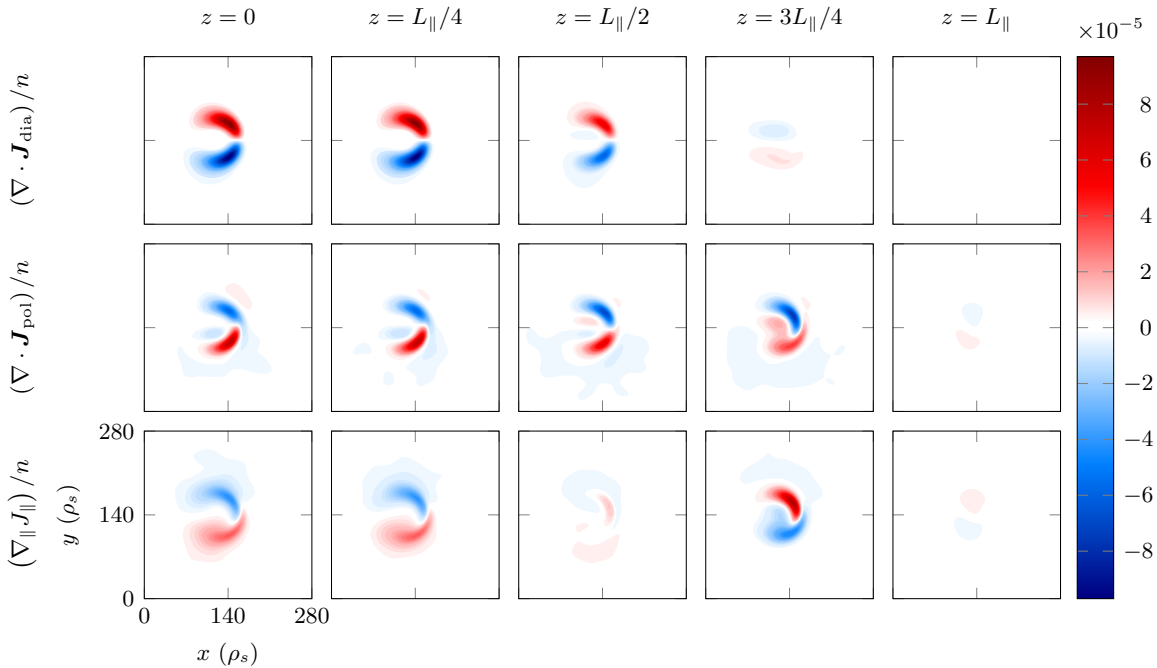 z = 0 z = L∥/4 z = L∥/2 z = 3L∥/4 z = L∥
×10⁻⁵
(∇ · J_dia) /n
(∇ · J_pol) /n
(∇∥J∥) /n
8
6
4
2
0
−2
−4
−6
−8
280
140
0
y (ρₛ)
0 140 280
x (ρₛ)